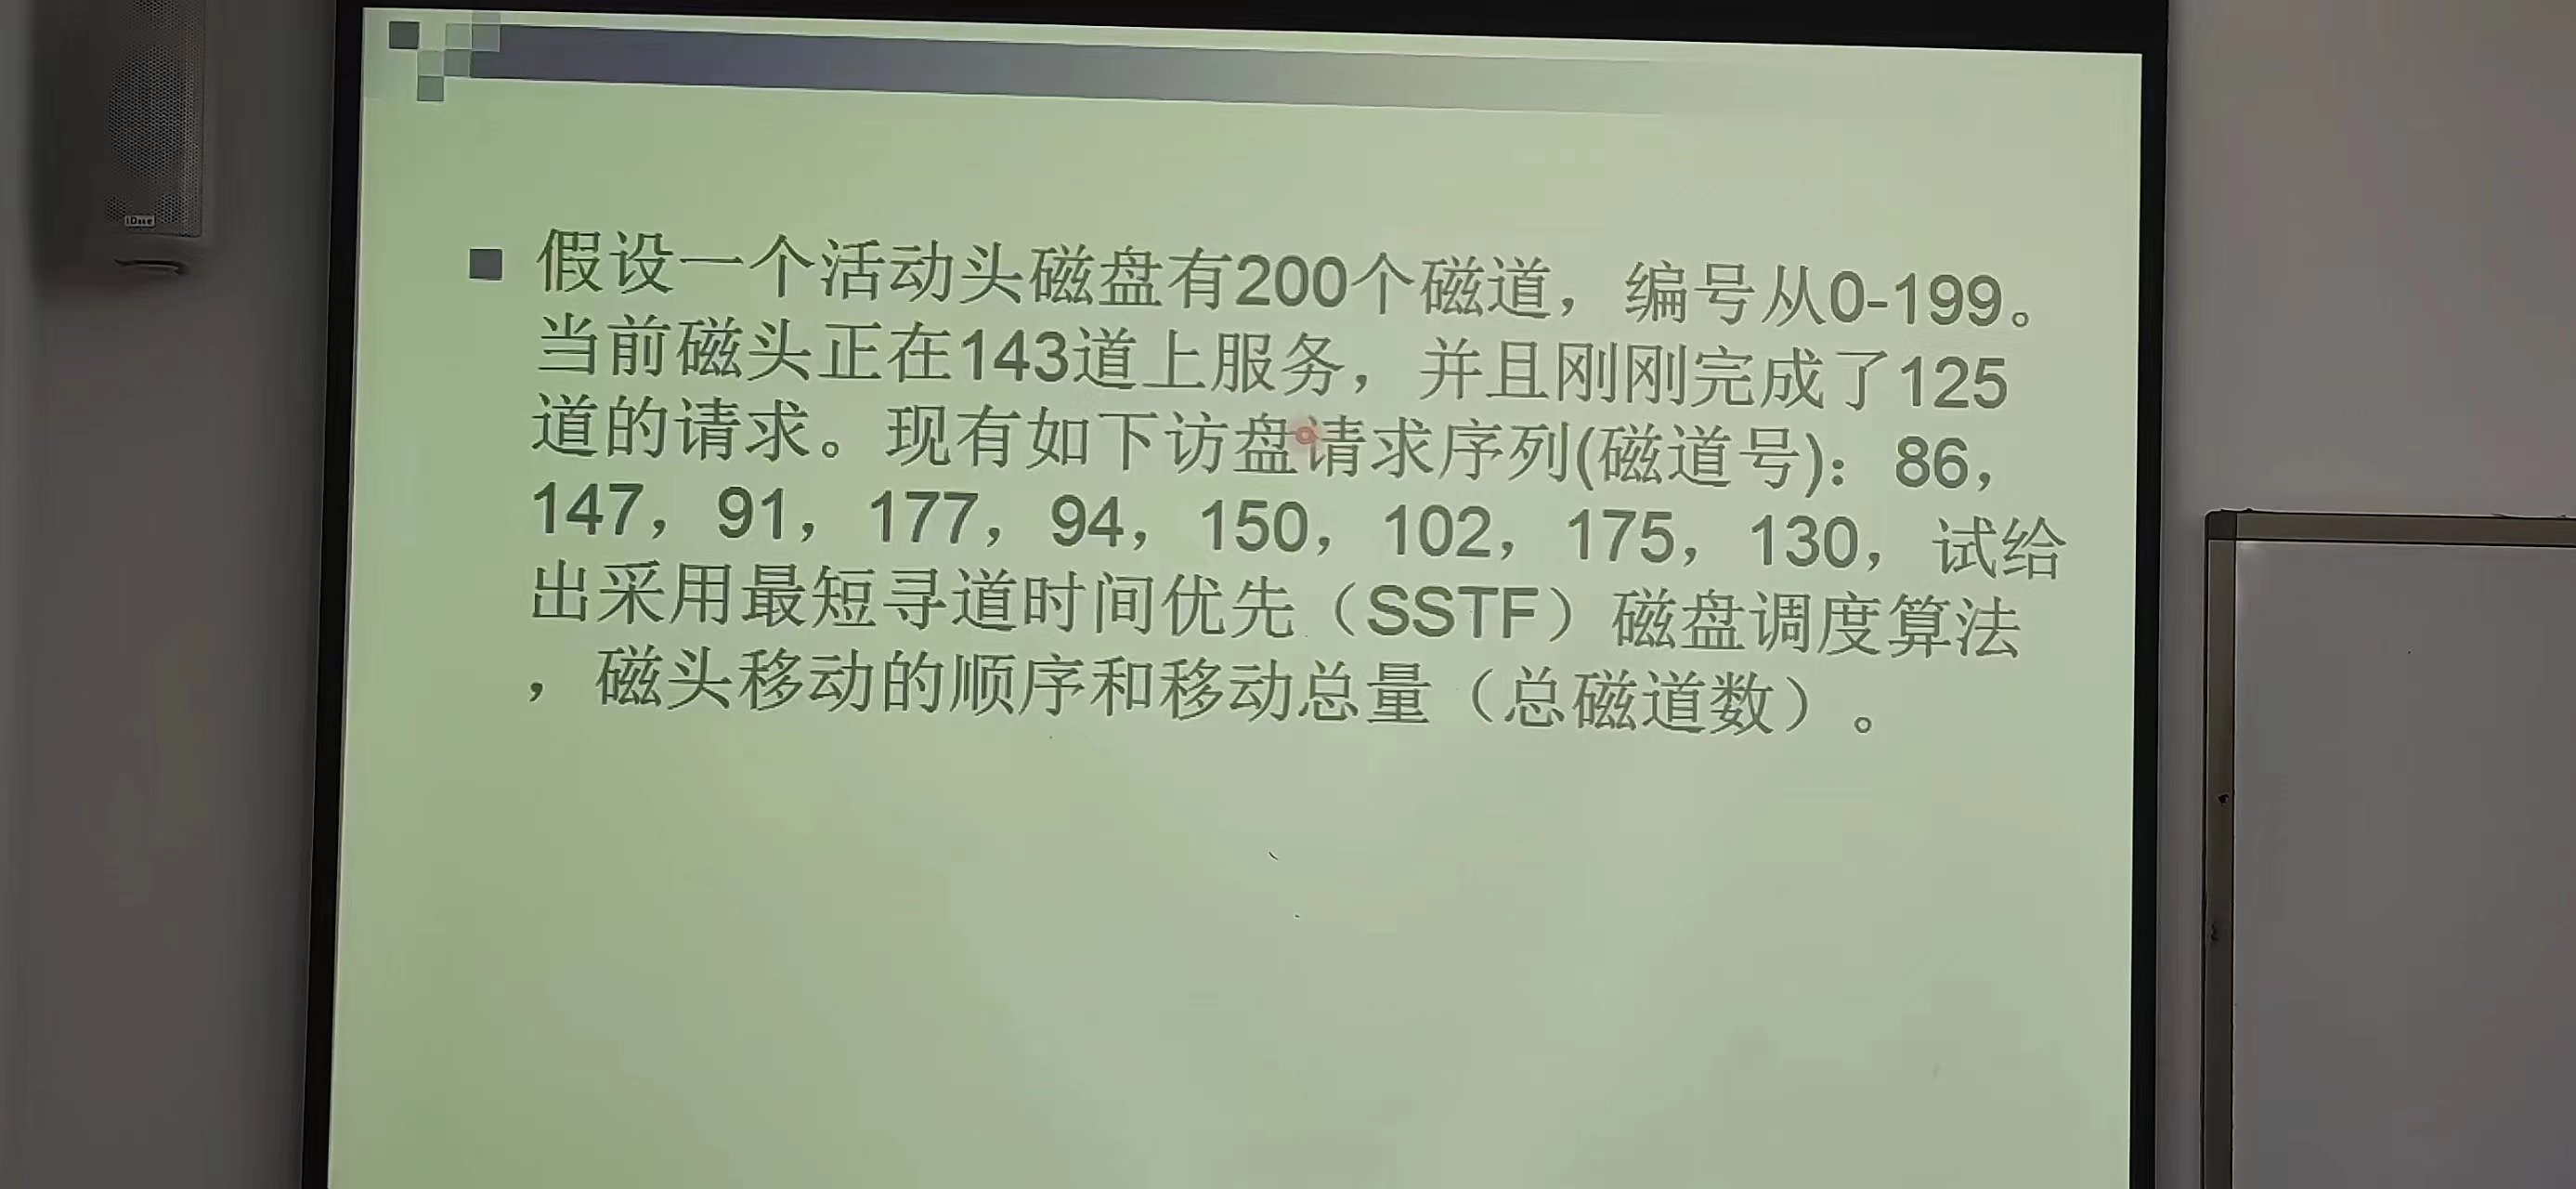 假设一个活动头磁盘有200个磁道，编号从0-199。
当前磁头正在143道上服务，并且刚刚完成了125
道的请求。现有如下访盘请求序列(磁道号)：86，
147，91，177，94，150，102，175，130，试给
出采用最短寻道时间优先（SSTF）磁盘调度算法
，磁头移动的顺序和移动总量（总磁道数）。